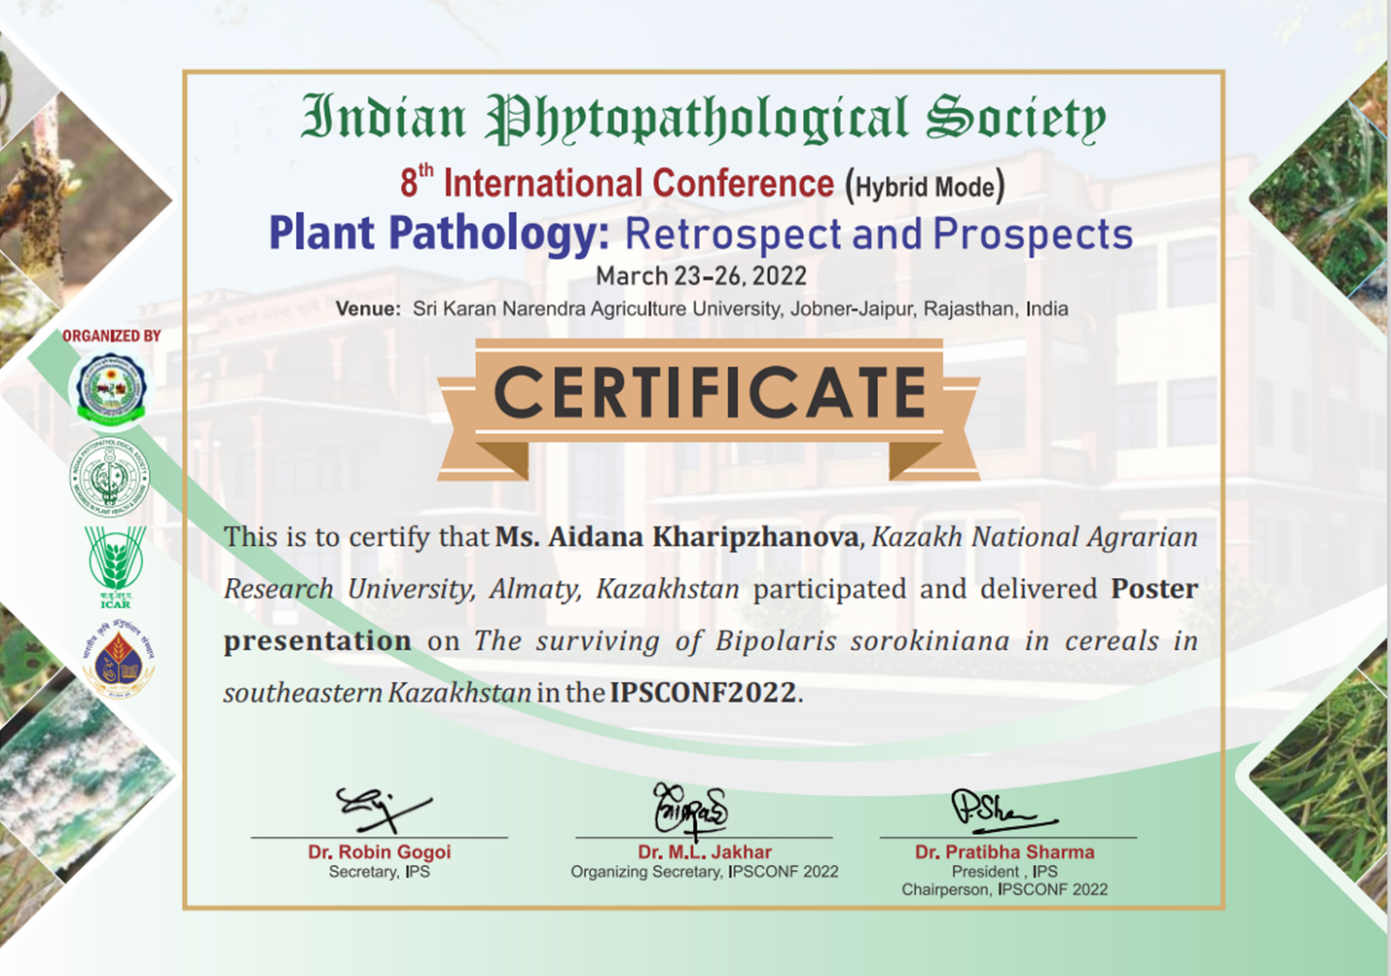 Indian Phytopathological Society
8th International Conference (Hybrid Mode)
Plant Pathology: Retrospect and Prospects
March 23-26, 2022
Venue: Sri Karan Narendra Agriculture University, Jobner-Jaipur, Rajasthan, India
ORGANIZED BY
भा.कृ.अनु.प.
ICAR
भारतीय कृषि अनुसंधान संस्थान
CERTIFICATE
This is to certify that Ms. Aidana Kharipzhanova, Kazakh National Agrarian
Research University, Almaty, Kazakhstan participated and delivered Poster
presentation on The surviving of Bipolaris sorokiniana in cereals in
southeastern Kazakhstan in the IPSCONF2022.
Dr. Robin Gogoi
Secretary, IPS
Dr. M.L. Jakhar
Organizing Secretary, IPSCONF 2022
P.Sha
Dr. Pratibha Sharma
President , IPS
Chairperson, IPSCONF 2022